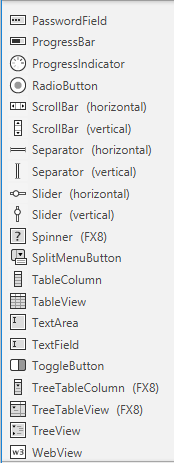 PasswordField
ProgressBar
ProgressIndicator
RadioButton
ScrollBar (horizontal)
ScrollBar (vertical)
Separator (horizontal)
Separator (vertical)
Slider (horizontal)
Slider (vertical)
? Spinner (FX8)
SplitMenuButton
TableColumn
TableView
TextArea
TextField
ToggleButton
TreeTableColumn (FX8)
TreeTableView (FX8)
TreeView
w3 WebView